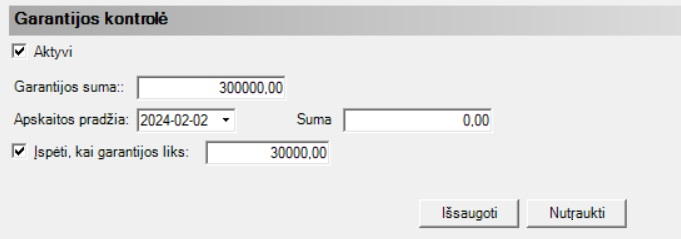 Garantijos kontrolė
Aktyvi
Garantijos suma:: 300000,00
Apskaitos pradžia: 2024-02-02 Suma 0,00
Įspėti, kai garantijos liks: 30000,00
Išsaugoti Nutraukti